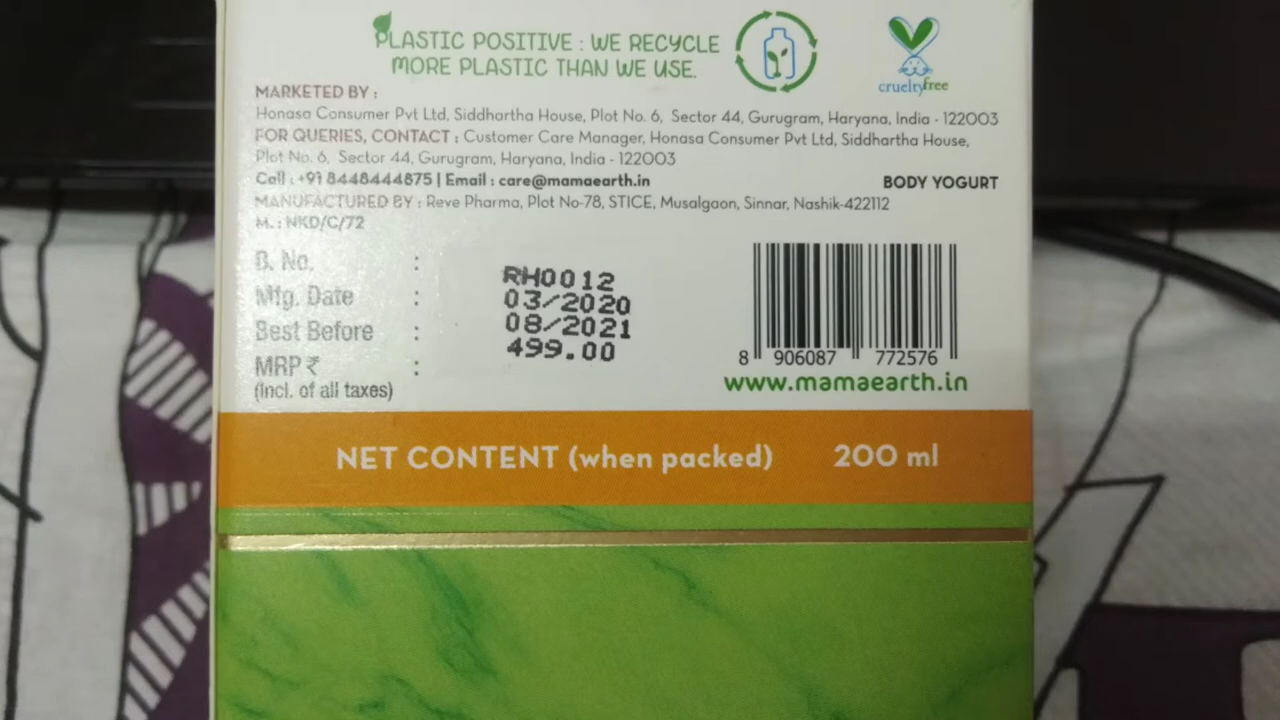 PLASTIC POSITIVE : WE RECYCLE
MORE PLASTIC THAN WE USE.
crueltyfree
MARKETED BY :
Honasa Consumer Pvt Ltd, Siddhartha House, Plot No. 6, Sector 44, Gurugram, Haryana, India - 122003
FOR QUERIES, CONTACT : Customer Care Manager, Honasa Consumer Pvt Ltd, Siddhartha House,
Plot No. 6, Sector 44, Gurugram, Haryana, India - 122003
Call : +91 8448444875 | Email : care@mamaearth.in
BODY YOGURT
MANUFACTURED BY : Reve Pharma, Plot No-78, STICE, Musalgaon, Sinnar, Nashik-422112
M. : NKD/C/72
B. No. : RH0012
Mfg. Date : 03/2020
Best Before : 08/2021
MRP ₹ : 499.00
(Incl. of all taxes)
8 906087 772576
www.mamaearth.in
NET CONTENT (when packed) 200 ml